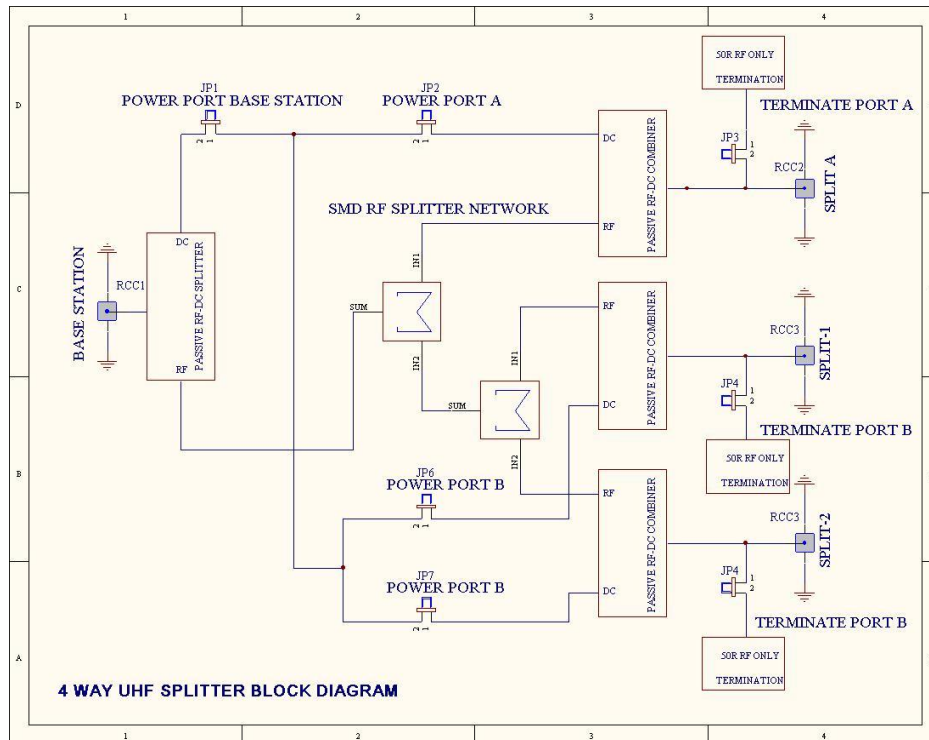 1 2 3 4
D
C
B
A
50R RF ONLY
TERMINATION
JP1
POWER PORT BASE STATION
JP2
POWER PORT A
TERMINATE PORT A
2 1
2 1
DC
JP3
1
2
RCC2
SPLIT A
PASSIVE RF-DC COMBINER
RF
SMD RF SPLITTER NETWORK
DC
PASSIVE RF-DC SPLITTER
RF
BASE STATION
RCC1
IN1
SUM
IN2
RF
PASSIVE RF-DC COMBINER
DC
RCC3
SPLIT-1
IN1
SUM
IN2
JP4
1
2
TERMINATE PORT B
50R RF ONLY
TERMINATION
JP6
POWER PORT B
2 1
RF
PASSIVE RF-DC COMBINER
DC
RCC3
SPLIT-2
JP7
POWER PORT B
2 1
JP4
1
2
TERMINATE PORT B
50R RF ONLY
TERMINATION
4 WAY UHF SPLITTER BLOCK DIAGRAM
1 2 3 4